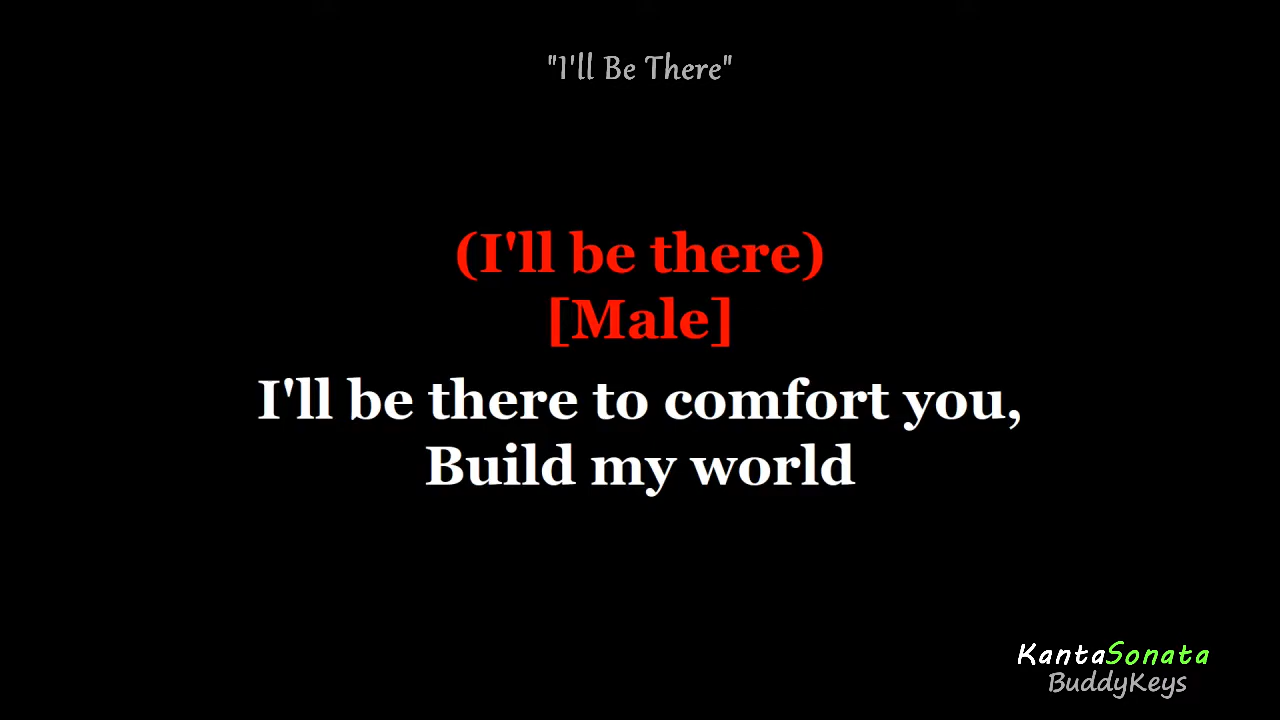 "I'll Be There"
(I'll be there)
[Male]
I'll be there to comfort you,
Build my world
KantaSonata
BuddyKeys